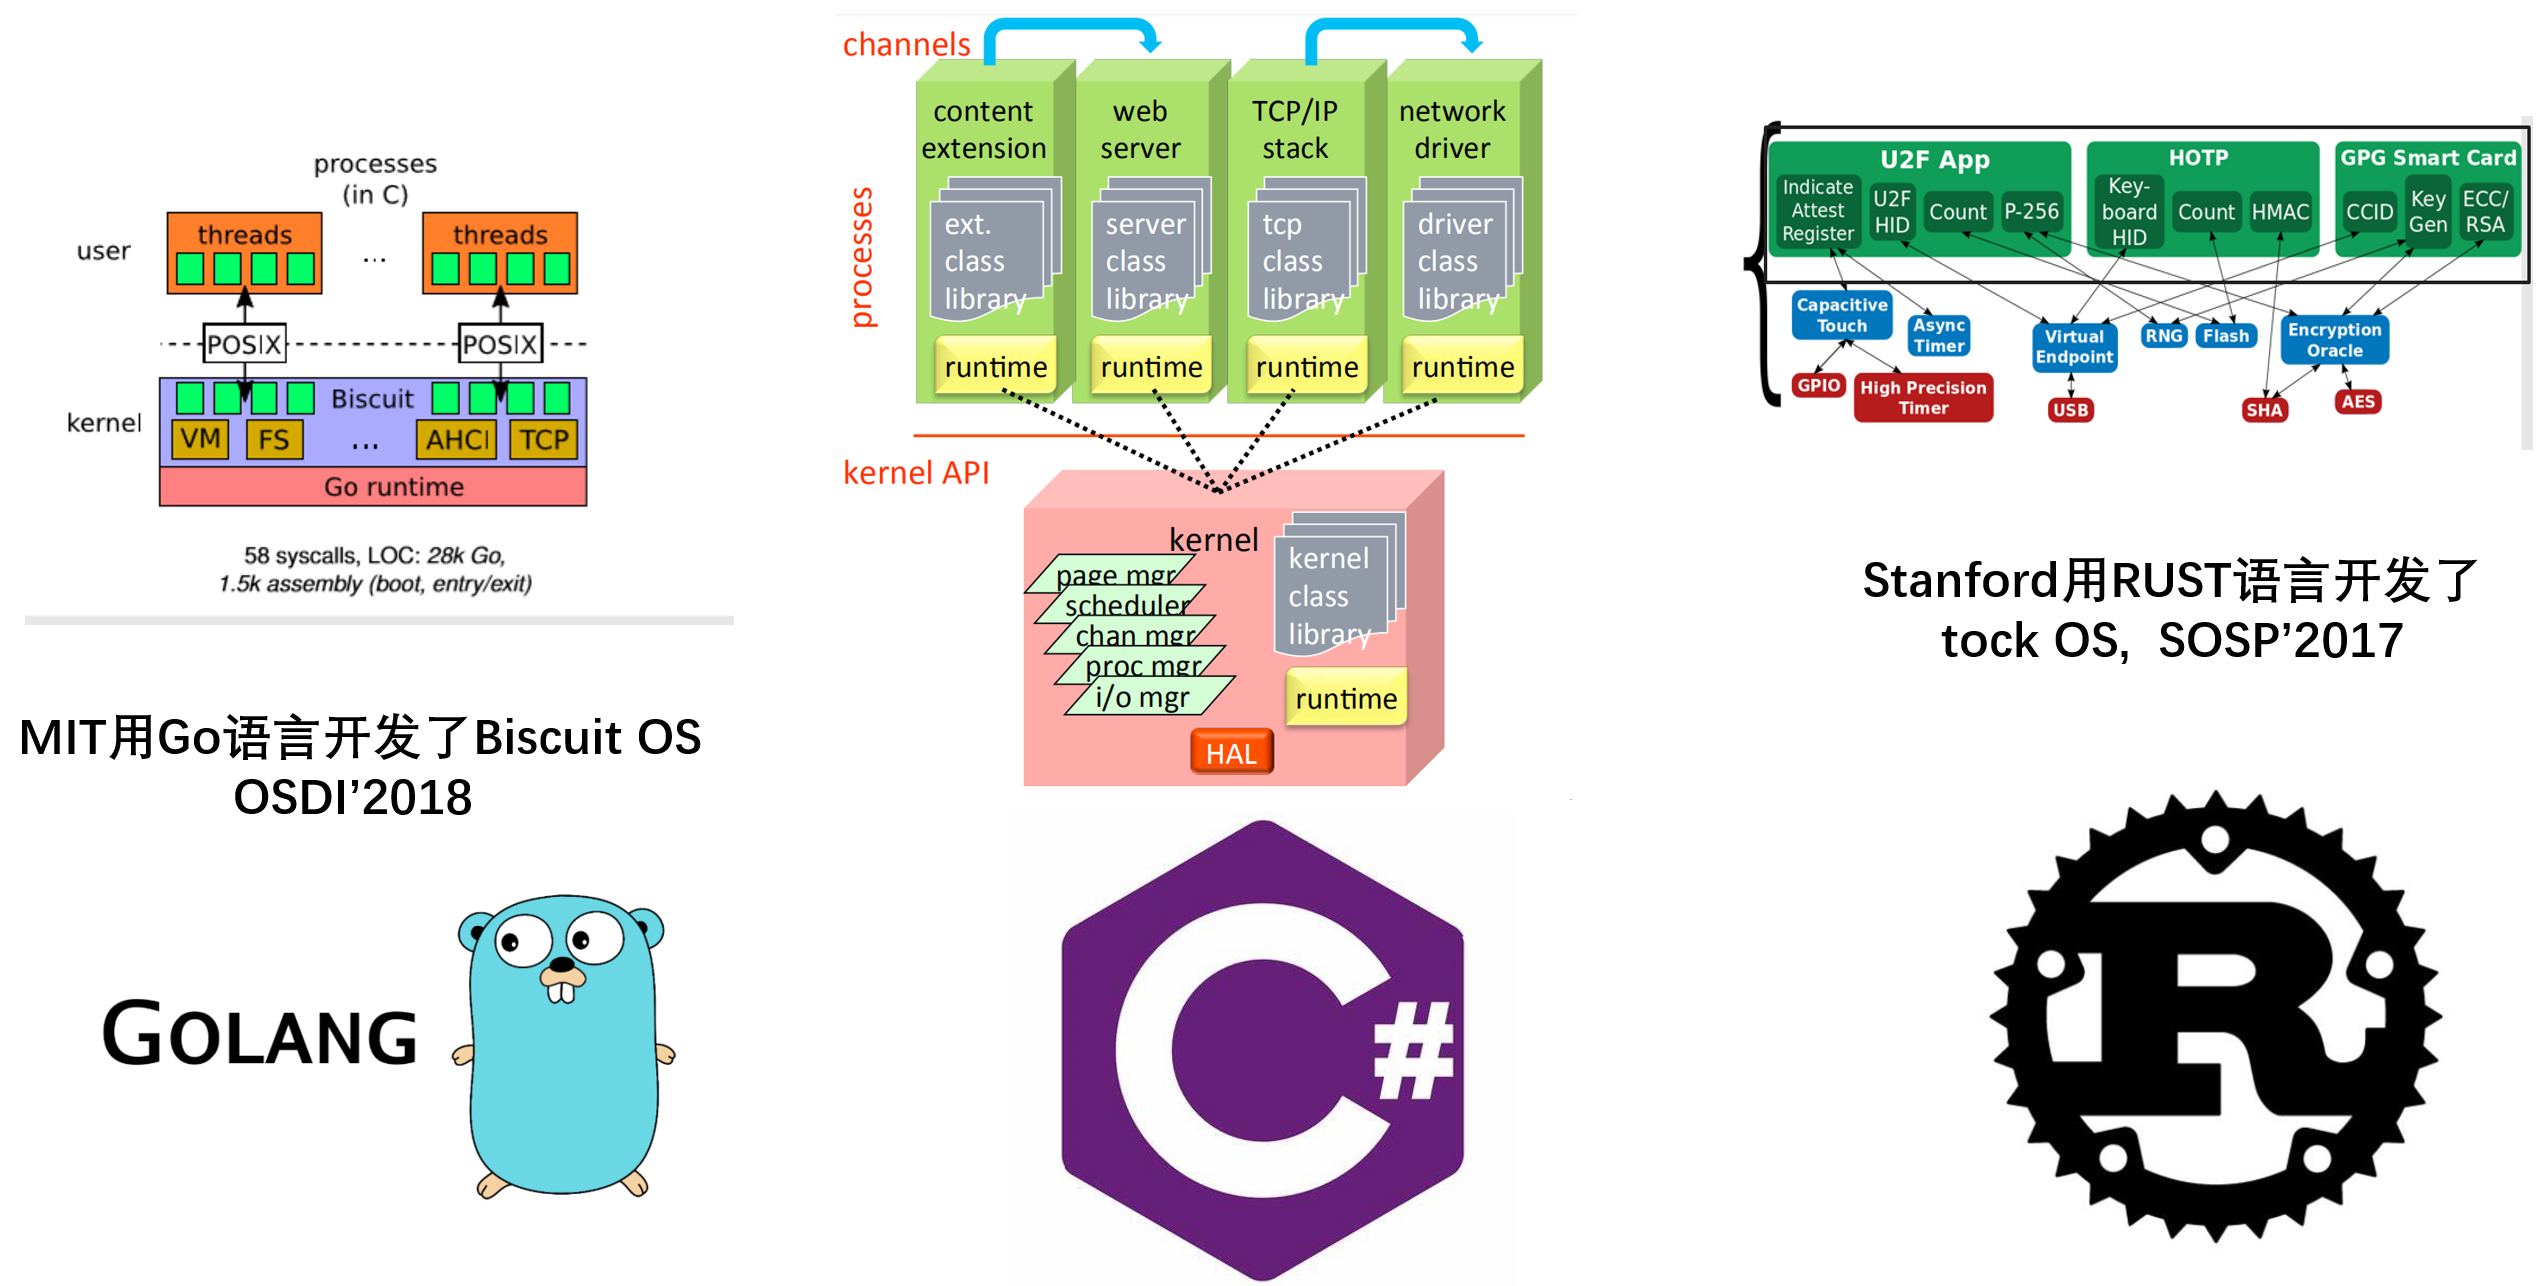 processes
(in C)
user
threads
...
threads
POSIX
POSIX
kernel
Biscuit
VM
FS
...
AHCI
TCP
Go runtime
58 syscalls, LOC: 28k Go,
1.5k assembly (boot, entry/exit)
MIT用Go语言开发了Biscuit OS
OSDI’2018
GOLANG
channels
processes
content
extension
ext.
class
library
runtime
web
server
server
class
library
runtime
TCP/IP
stack
tcp
class
library
runtime
network
driver
driver
class
library
runtime
kernel API
kernel
page mgr
scheduler
chan mgr
proc mgr
i/o mgr
kernel
class
library
runtime
HAL
C#
U2F App
Indicate
Attest
Register
U2F
HID
Count
P-256
HOTP
Key-
board
HID
Count
HMAC
GPG Smart Card
CCID
Key
Gen
ECC/
RSA
Capacitive
Touch
Async
Timer
Virtual
Endpoint
RNG
Flash
Encryption
Oracle
GPIO
High Precision
Timer
USB
SHA
AES
Stanford用RUST语言开发了
tock OS, SOSP’2017
R